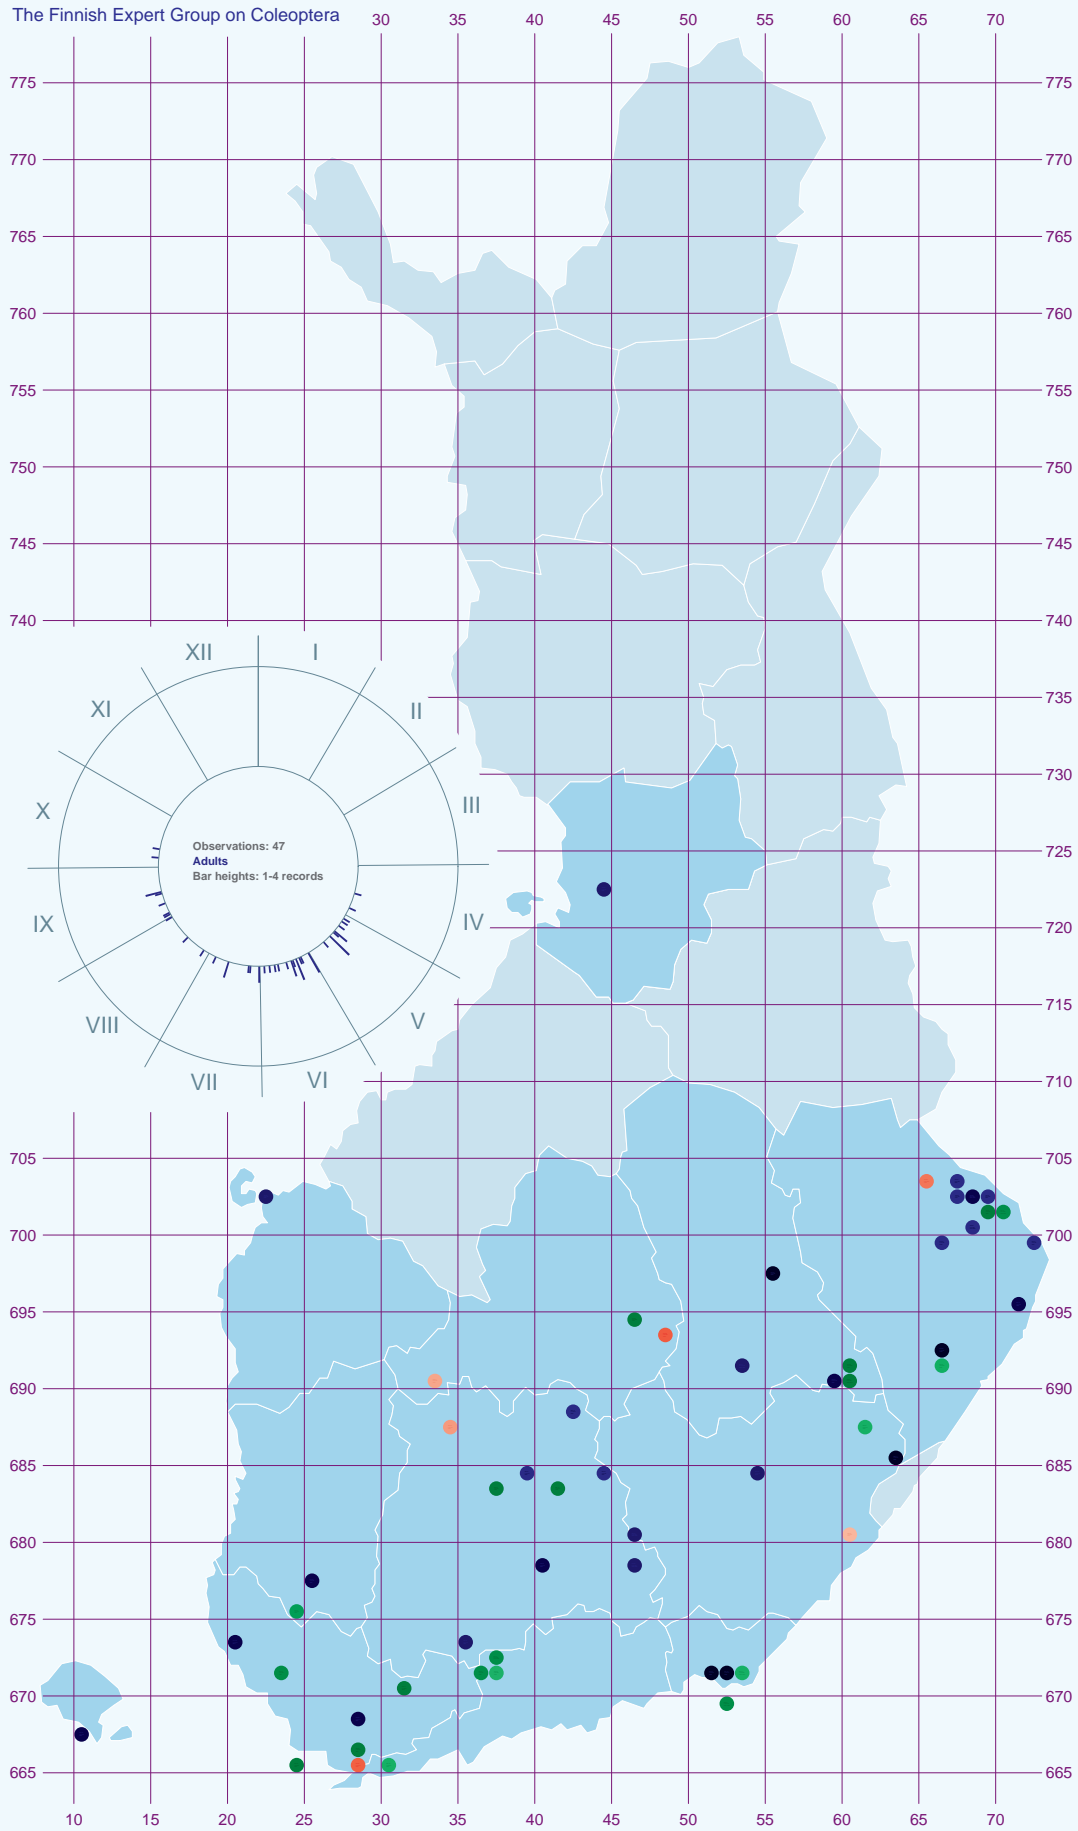 The Finnish Expert Group on Coleoptera
30 35 40 45 50 55 60 65 70
775 775
770 770
765 765
760 760
755 755
750 750
745 745
740 740
XII I
735
XI II
730
X III
725
Observations: 47
Adults
Bar heights: 1-4 records
IX IV 720
715
VIII V
VII VI 710
705 705
700 700
695 695
690 690
685 685
680 680
675 675
670 670
665 665
10 15 20 25 30 35 40 45 50 55 60 65 70